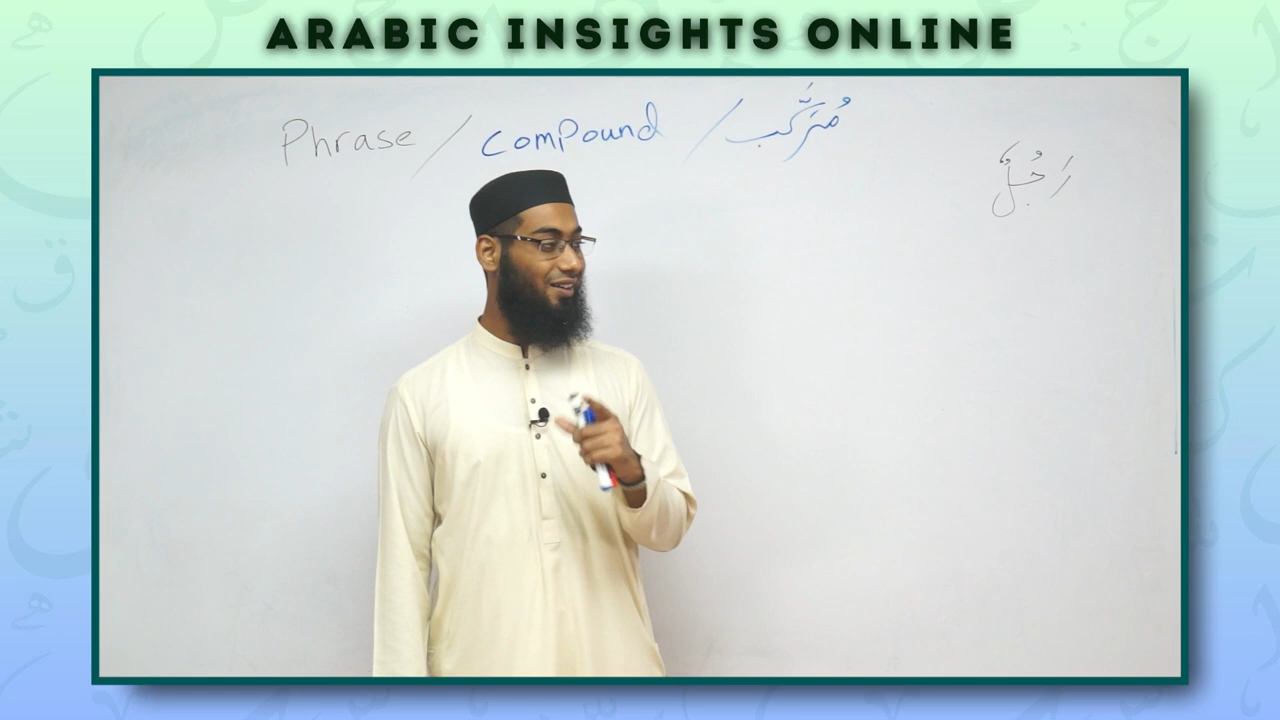 ARABIC INSIGHTS ONLINE
Phrase / compound / مُرَكَّب
رَجُلٌ